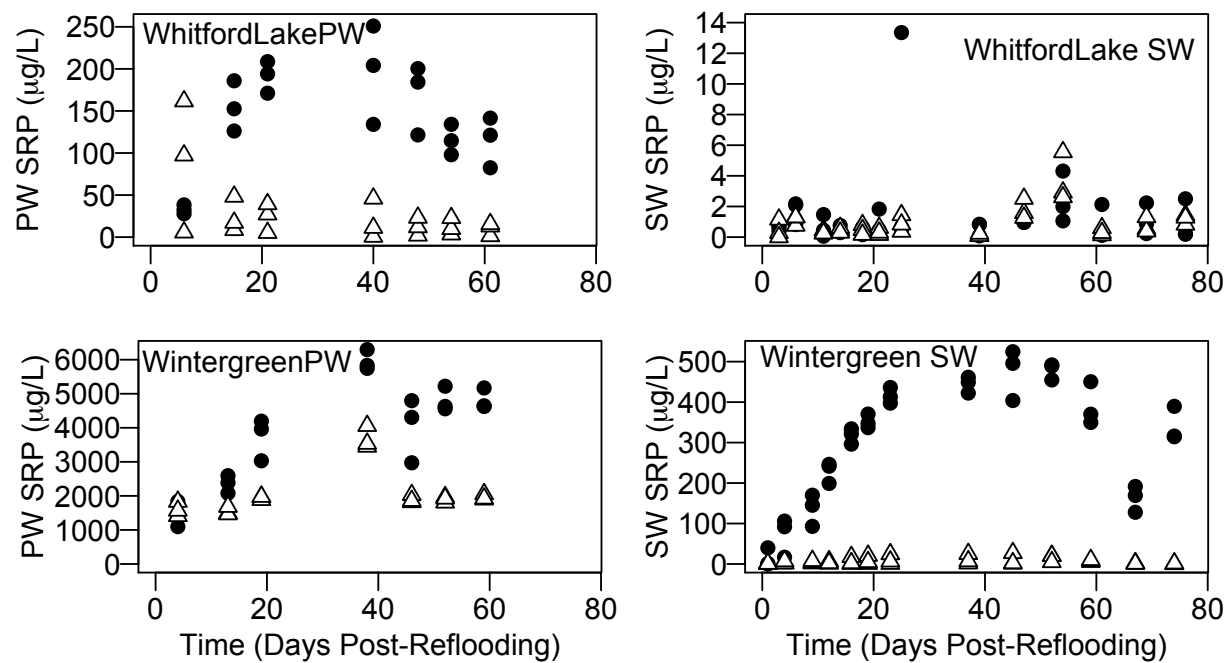 WhitfordLakePW
PW SRP (µg/L)
250
200
150
100
50
0
0 20 40 60 80
WhitfordLake SW
SW SRP (µg/L)
14
12
10
8
6
4
2
0
0 20 40 60 80
WintergreenPW
PW SRP (µg/L)
6000
5000
4000
3000
2000
1000
0
0 20 40 60 80
Time (Days Post-Reflooding)
Wintergreen SW
SW SRP (µg/L)
500
400
300
200
100
0
0 20 40 60 80
Time (Days Post-Reflooding)